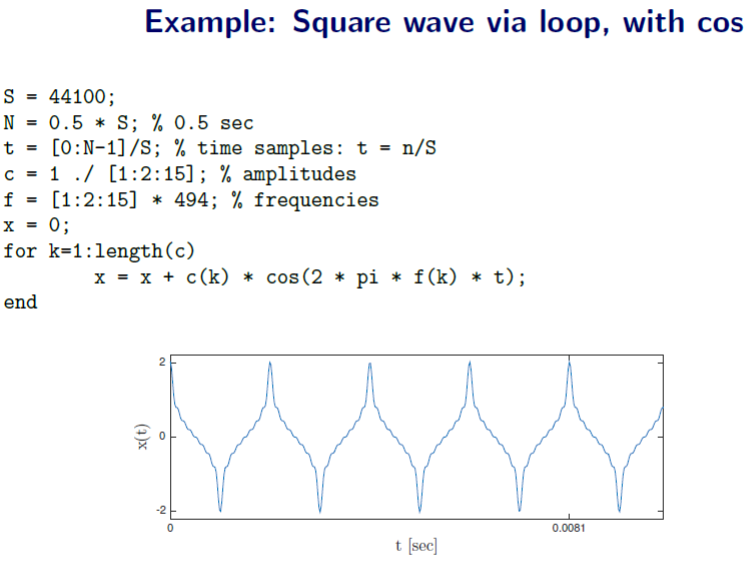 Example: Square wave via loop, with cos
S = 44100;
N = 0.5 * S; % 0.5 sec
t = [0:N-1]/S; % time samples: t = n/S
c = 1 ./ [1:2:15]; % amplitudes
f = [1:2:15] * 494; % frequencies
x = 0;
for k=1:length(c)
x = x + c(k) * cos(2 * pi * f(k) * t);
end
2
0
-2
x(t)
0
0.0081
t [sec]